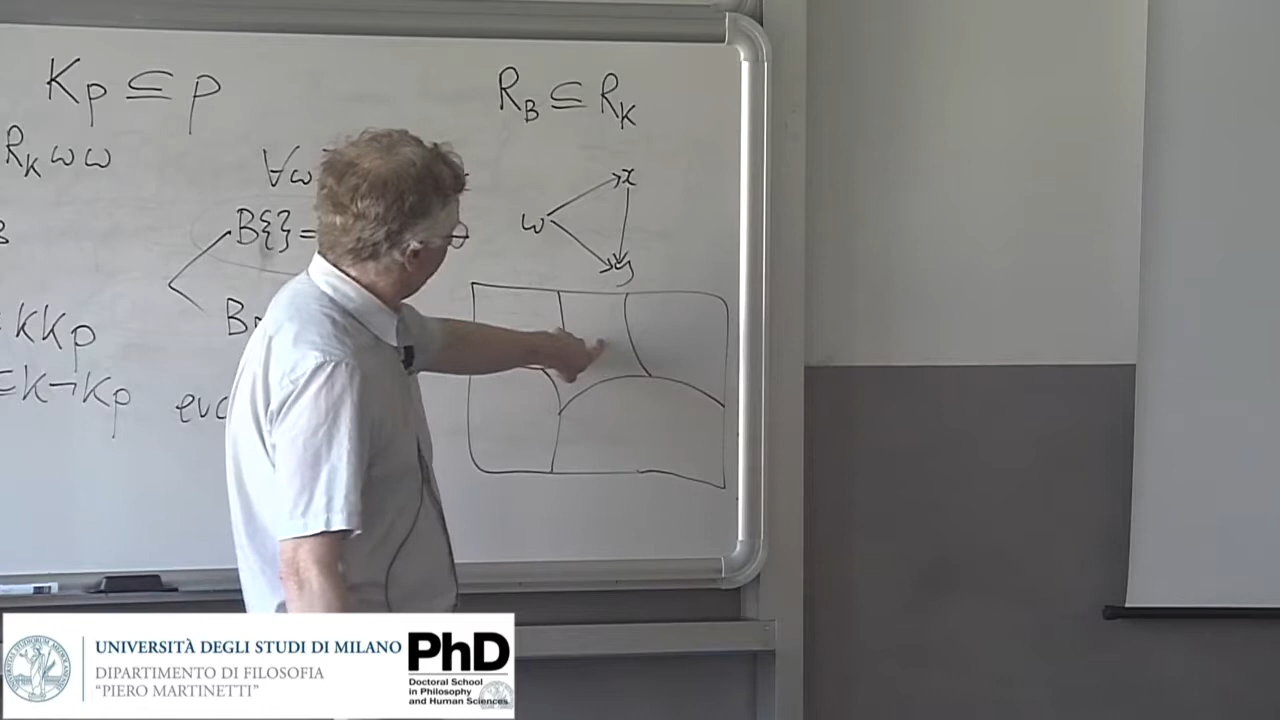 Kp ⊆ p
R_B ⊆ R_K
R_K ω ω
∀ω
x
ω
B{} =
y
B
KKp
K¬Kp
UNIVERSITÀ DEGLI STUDI DI MILANO
DIPARTIMENTO DI FILOSOFIA
"PIERO MARTINETTI"
PhD
Doctoral School
in Philosophy
and Human Sciences